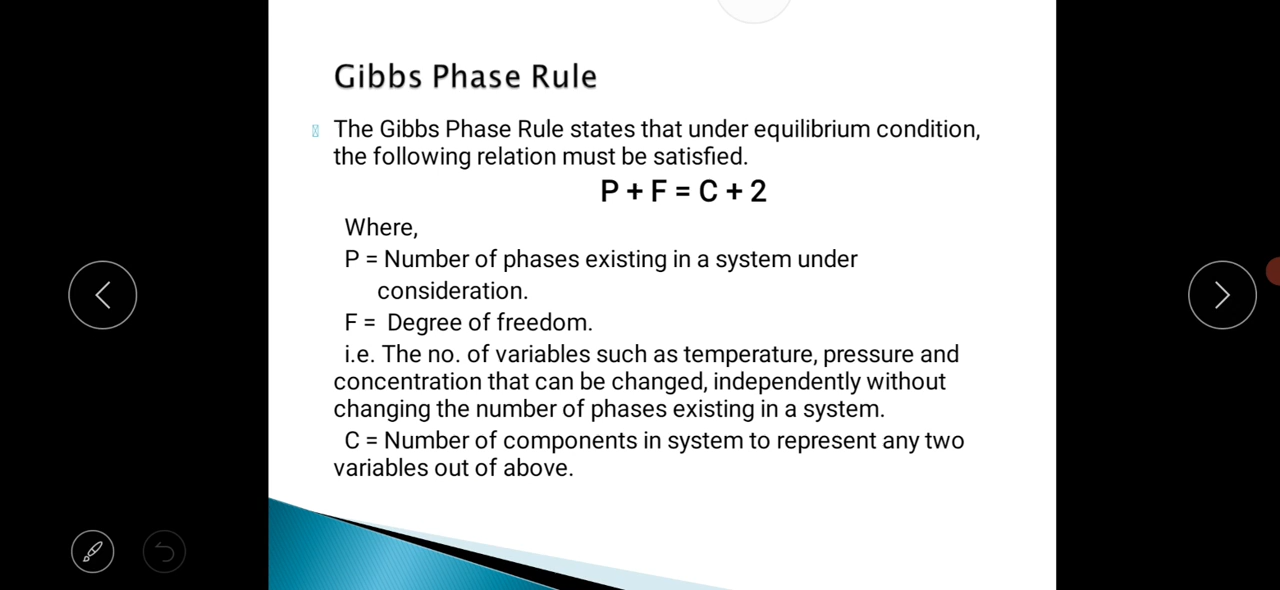 Gibbs Phase Rule
The Gibbs Phase Rule states that under equilibrium condition,
the following relation must be satisfied.
P + F = C + 2
Where,
P = Number of phases existing in a system under
consideration.
F = Degree of freedom.
i.e. The no. of variables such as temperature, pressure and
concentration that can be changed, independently without
changing the number of phases existing in a system.
C = Number of components in system to represent any two
variables out of above.